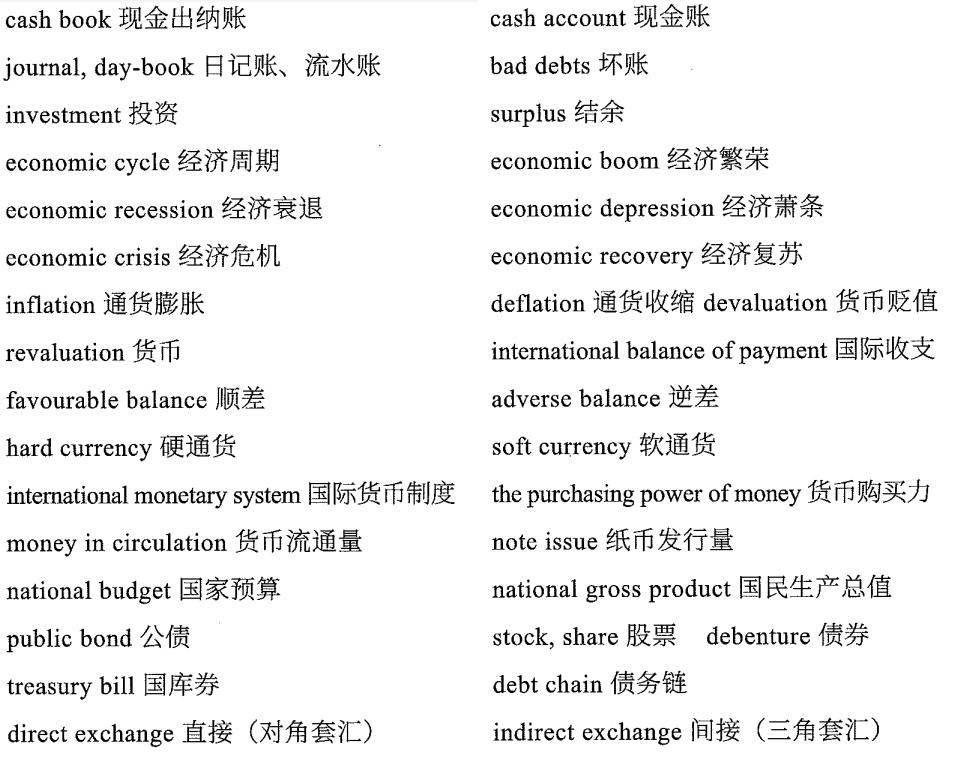 cash book 现金出纳账
cash account 现金账
journal, day-book 日记账、流水账
bad debts 坏账
investment 投资
surplus 结余
economic cycle 经济周期
economic boom 经济繁荣
economic recession 经济衰退
economic depression 经济萧条
economic crisis 经济危机
economic recovery 经济复苏
inflation 通货膨胀
deflation 通货收缩 devaluation 货币贬值
revaluation 货币
international balance of payment 国际收支
favourable balance 顺差
adverse balance 逆差
hard currency 硬通货
soft currency 软通货
international monetary system 国际货币制度
the purchasing power of money 货币购买力
money in circulation 货币流通量
note issue 纸币发行量
national budget 国家预算
national gross product 国民生产总值
public bond 公债
stock, share 股票 debenture 债券
treasury bill 国库券
debt chain 债务链
direct exchange 直接（对角套汇）
indirect exchange 间接（三角套汇）